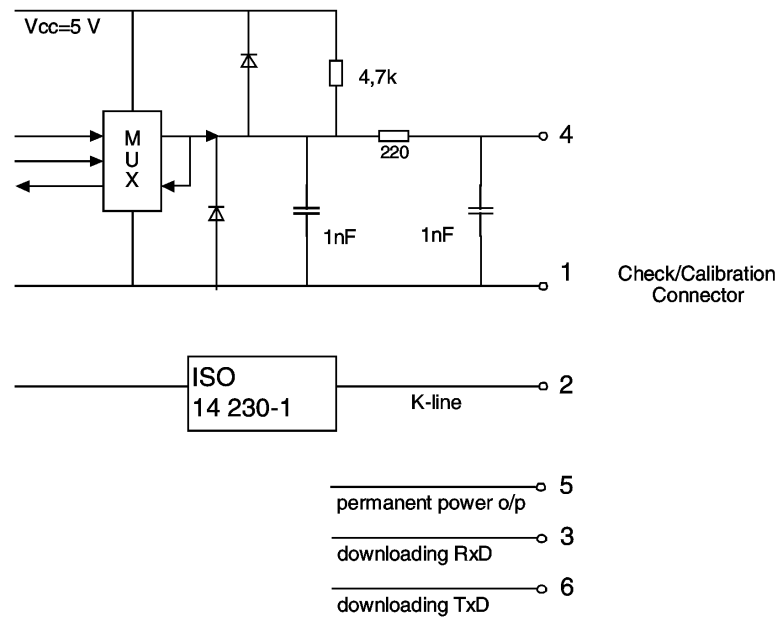 Vcc=5 V
4,7k
M
U
X
220
4
1nF
1nF
1
Check/Calibration
Connector
ISO
14 230-1
K-line
2
permanent power o/p
5
downloading RxD
3
downloading TxD
6